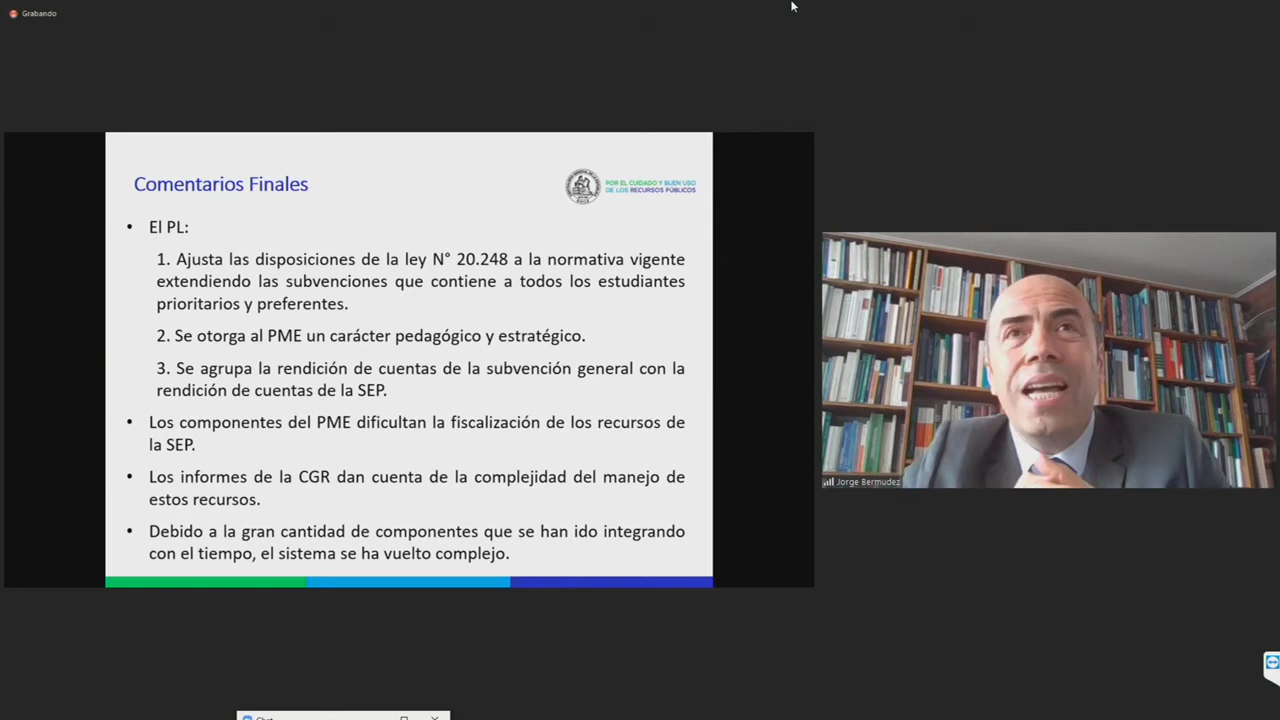 Grabando
Comentarios Finales
POR EL CUIDADO Y BUEN USO
DE LOS RECURSOS PÚBLICOS
• El PL:
1. Ajusta las disposiciones de la ley N° 20.248 a la normativa vigente
extendiendo las subvenciones que contiene a todos los estudiantes
prioritarios y preferentes.
2. Se otorga al PME un carácter pedagógico y estratégico.
3. Se agrupa la rendición de cuentas de la subvención general con la
rendición de cuentas de la SEP.
• Los componentes del PME dificultan la fiscalización de los recursos de
la SEP.
• Los informes de la CGR dan cuenta de la complejidad del manejo de
estos recursos.
• Debido a la gran cantidad de componentes que se han ido integrando
con el tiempo, el sistema se ha vuelto complejo.
Jorge Bermudez